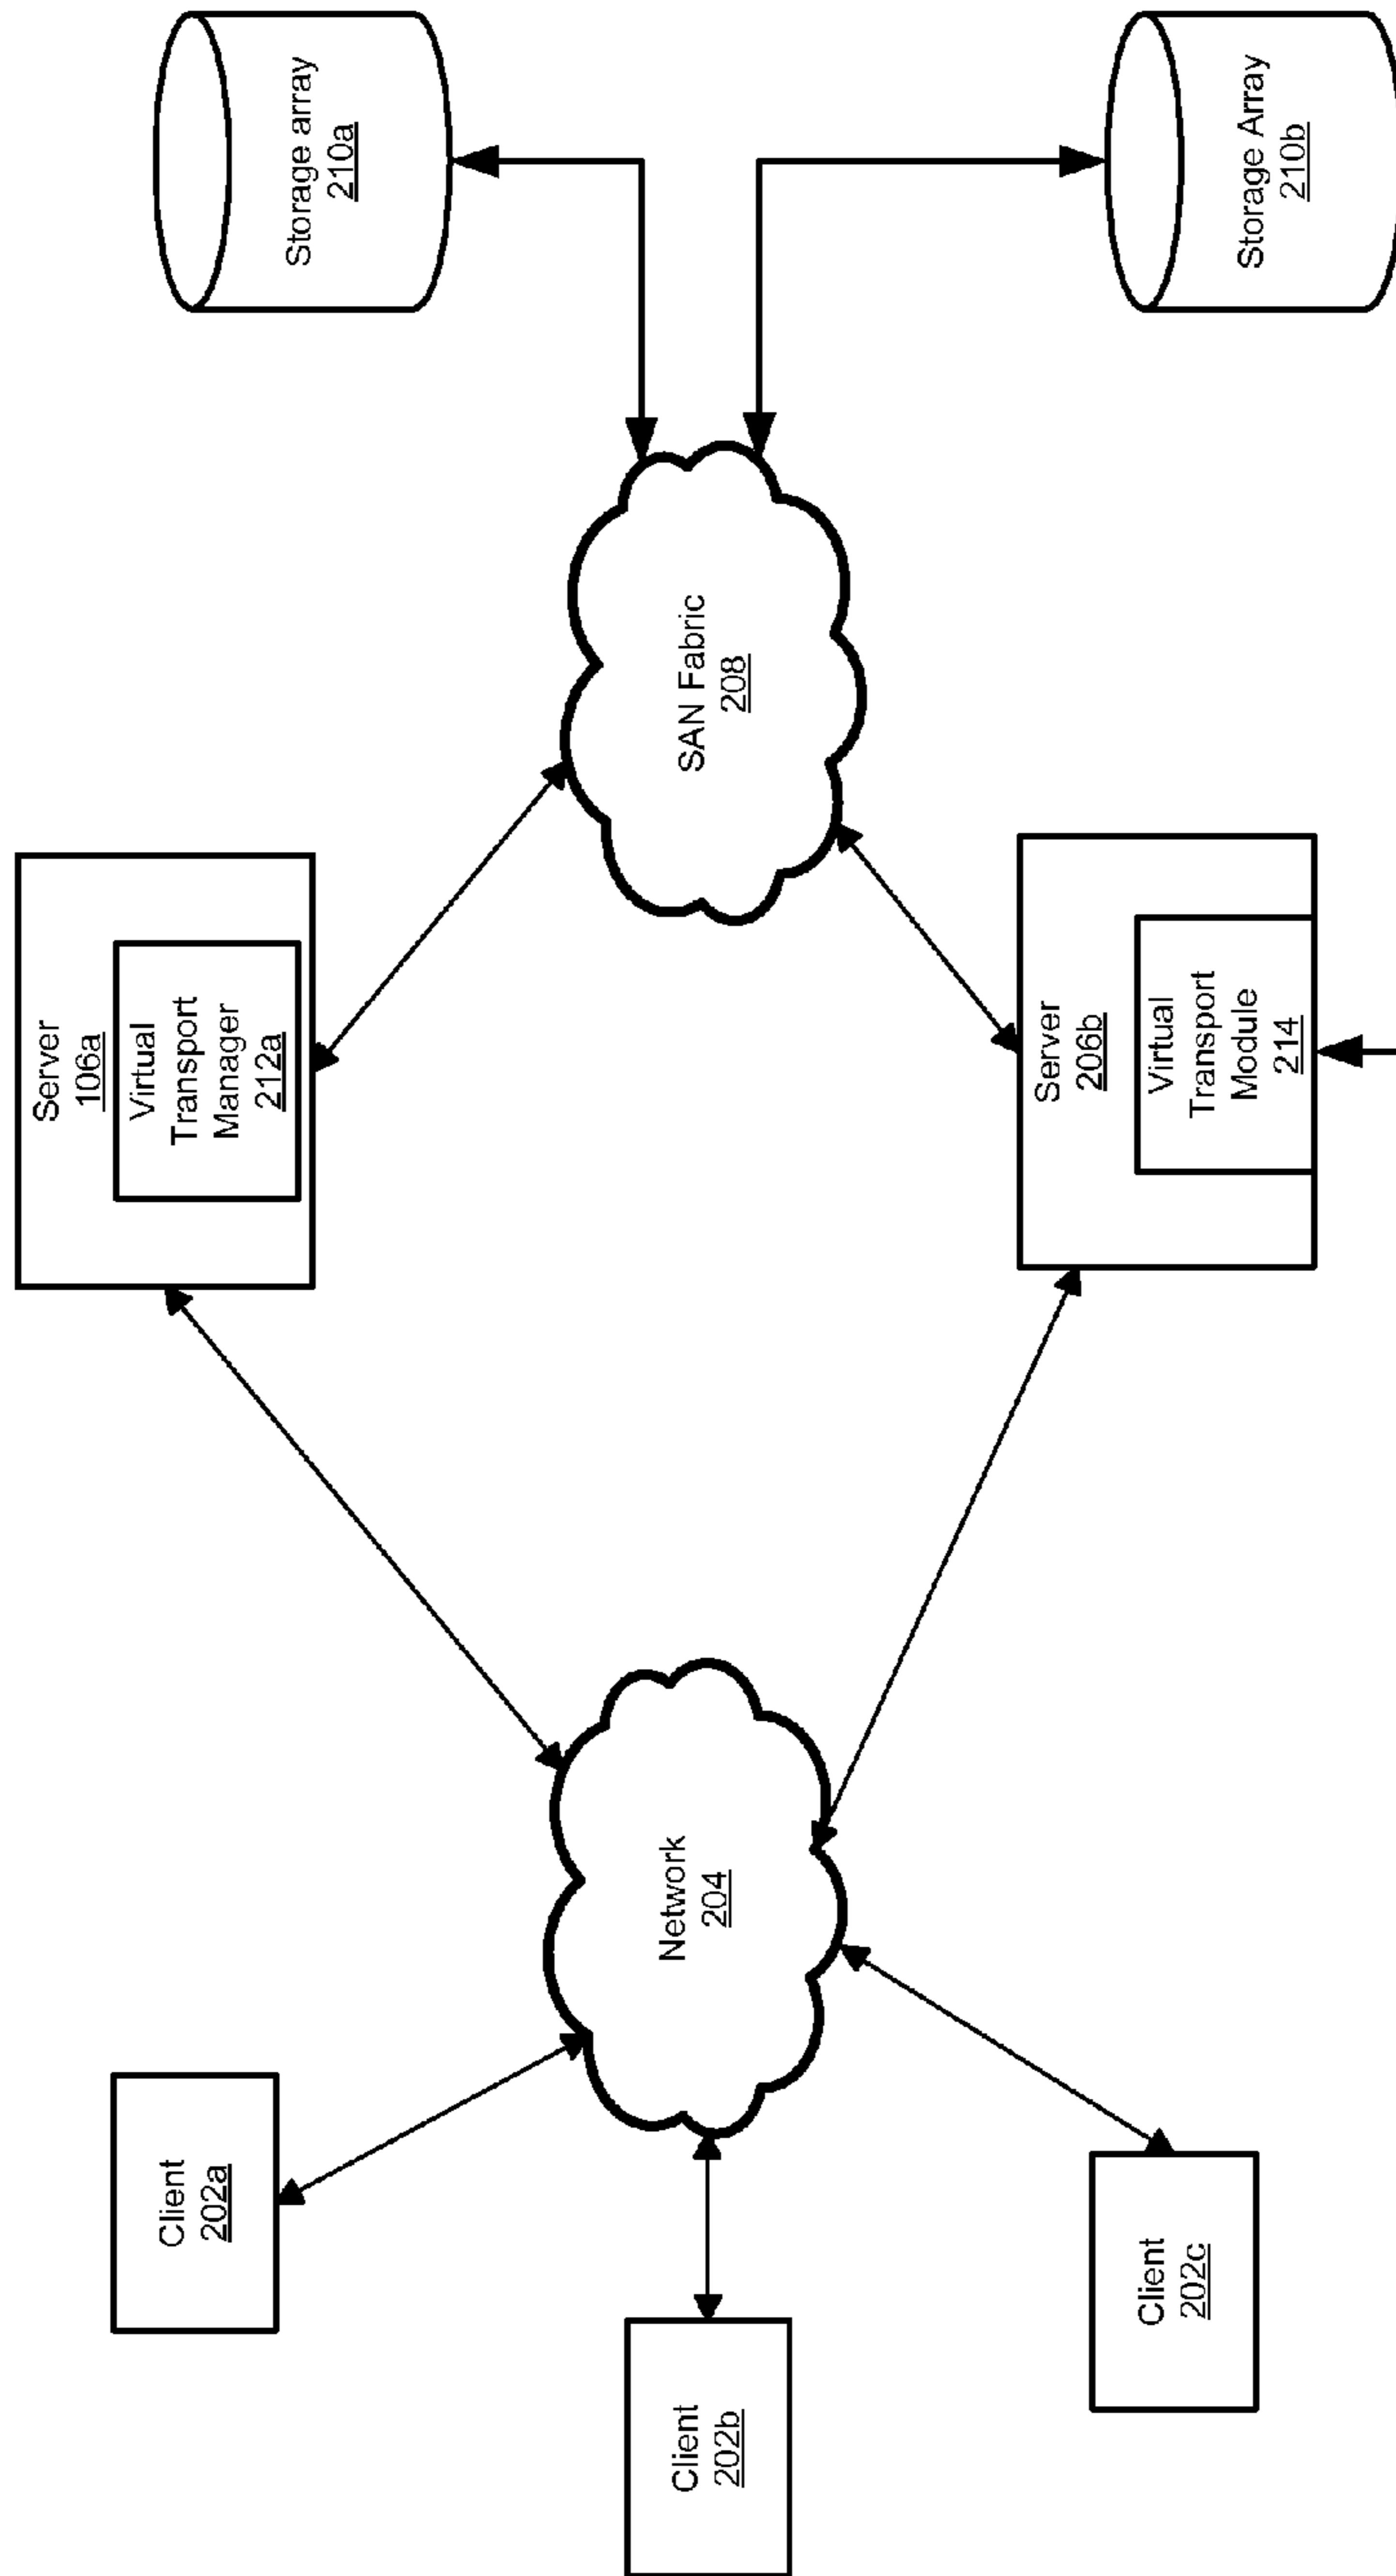 Client
202a
Client
202b
Client
202c
Network
204
Server
106a
Virtual
Transport
Manager
212a
Server
206b
Virtual
Transport
Module
214
SAN Fabric
208
Storage array
210a
Storage Array
210b